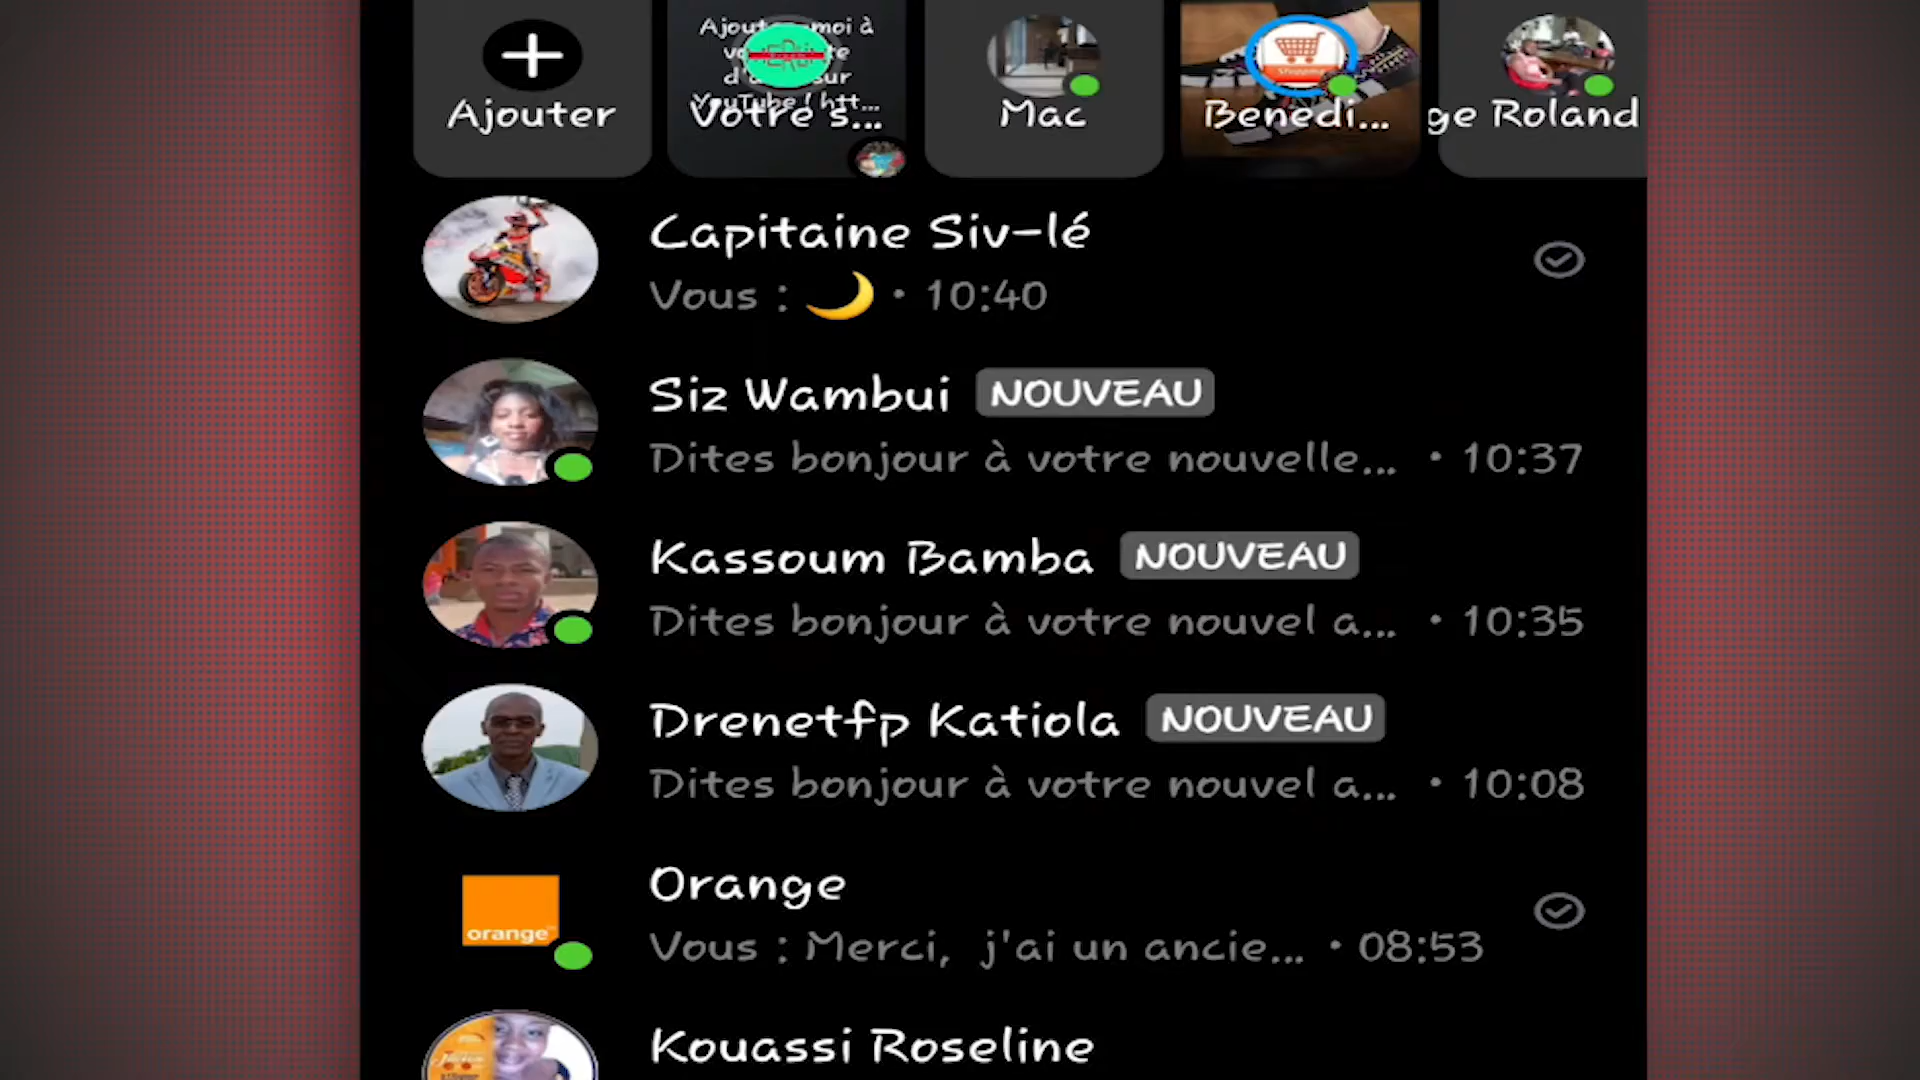 Ajouter
Votre s...
Mac
Benedi...
ge Roland
Capitaine Siv-lé
Vous : 🌙 • 10:40
Siz Wambui NOUVEAU
Dites bonjour à votre nouvelle... • 10:37
Kassoum Bamba NOUVEAU
Dites bonjour à votre nouvel a... • 10:35
Drenetfp Katiola NOUVEAU
Dites bonjour à votre nouvel a... • 10:08
orange
Orange
Vous : Merci, j'ai un ancie... • 08:53
Kouassi Roseline